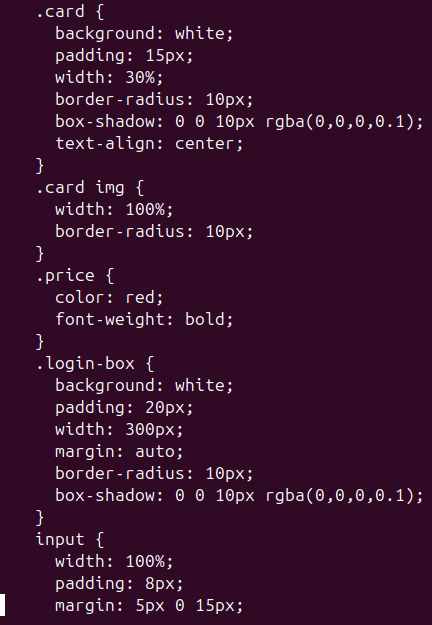 .card {
  background: white;
  padding: 15px;
  width: 30%;
  border-radius: 10px;
  box-shadow: 0 0 10px rgba(0,0,0,0.1);
  text-align: center;
}
.card img {
  width: 100%;
  border-radius: 10px;
}
.price {
  color: red;
  font-weight: bold;
}
.login-box {
  background: white;
  padding: 20px;
  width: 300px;
  margin: auto;
  border-radius: 10px;
  box-shadow: 0 0 10px rgba(0,0,0,0.1);
}
input {
  width: 100%;
  padding: 8px;
  margin: 5px 0 15px;